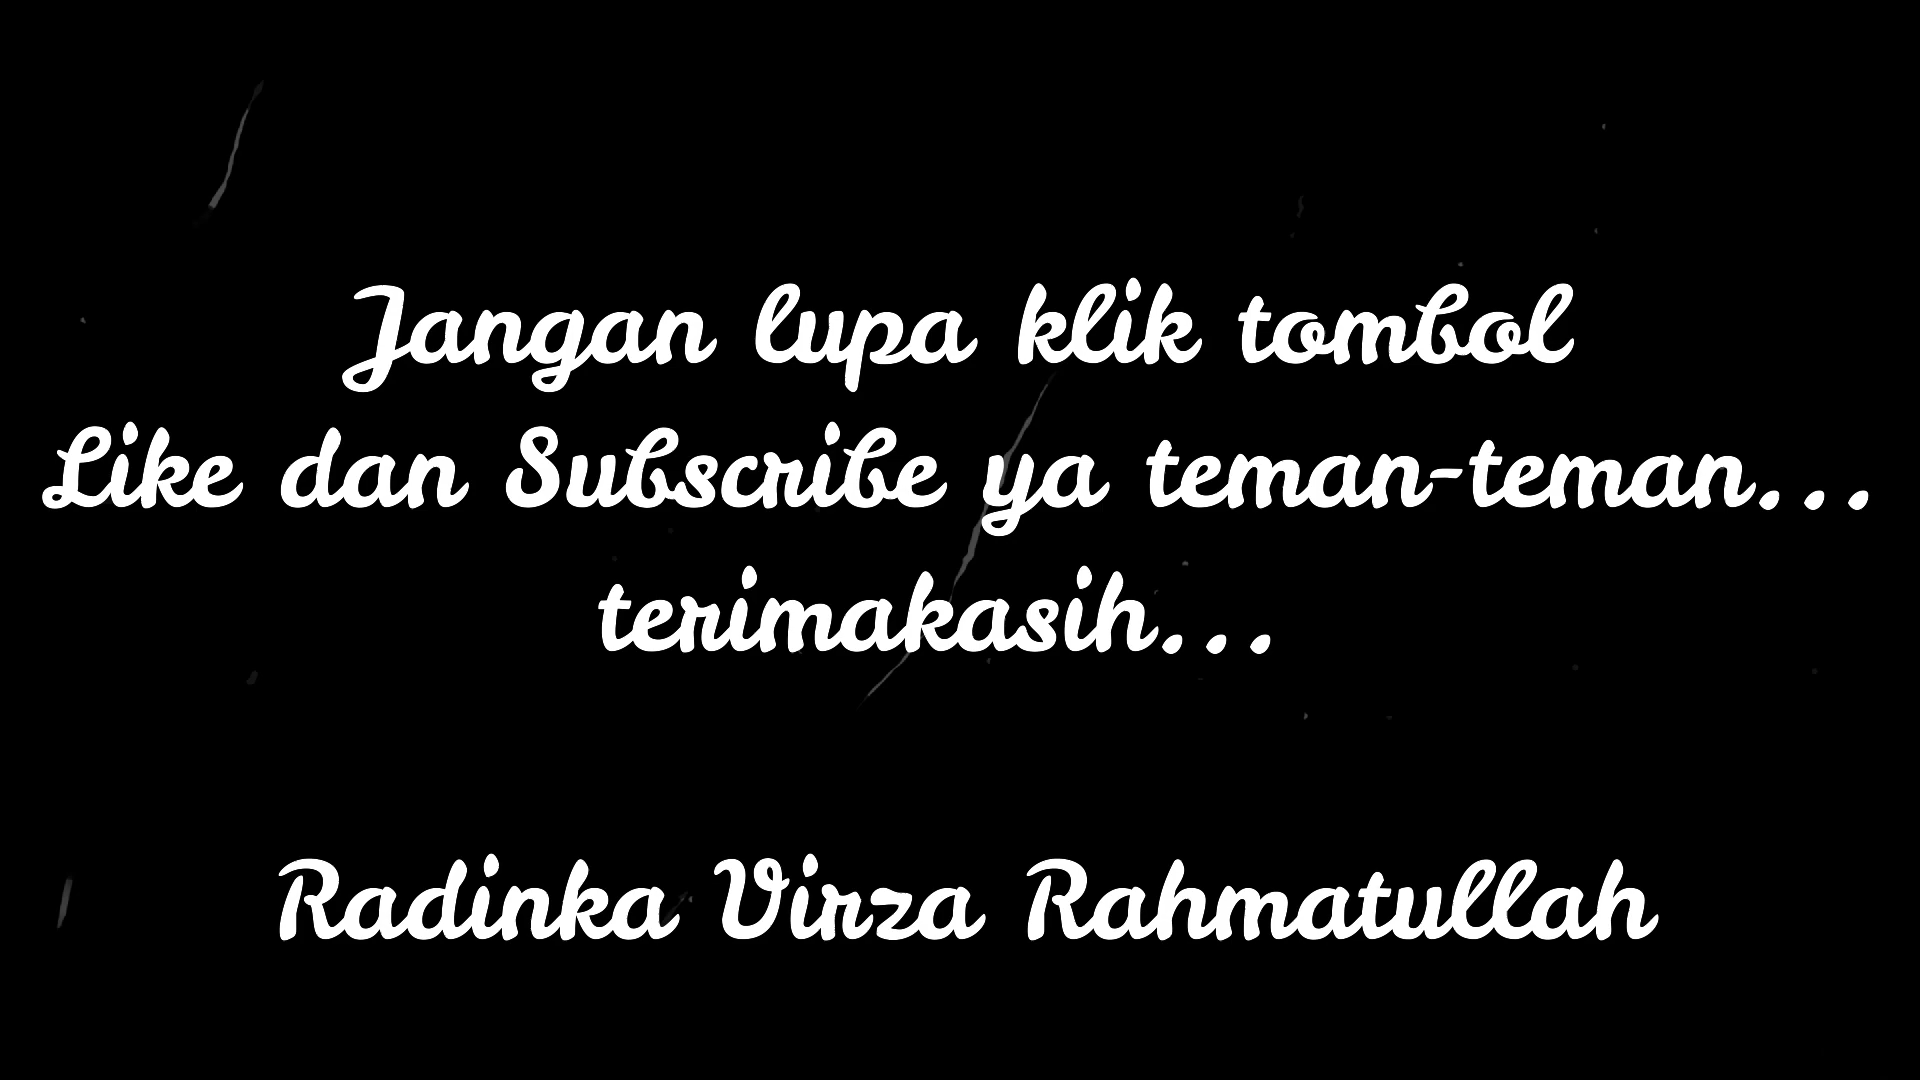 Jangan lupa klik tombol
Like dan Subscribe ya teman-teman...
terimakasih...
Radinka Virza Rahmatullah